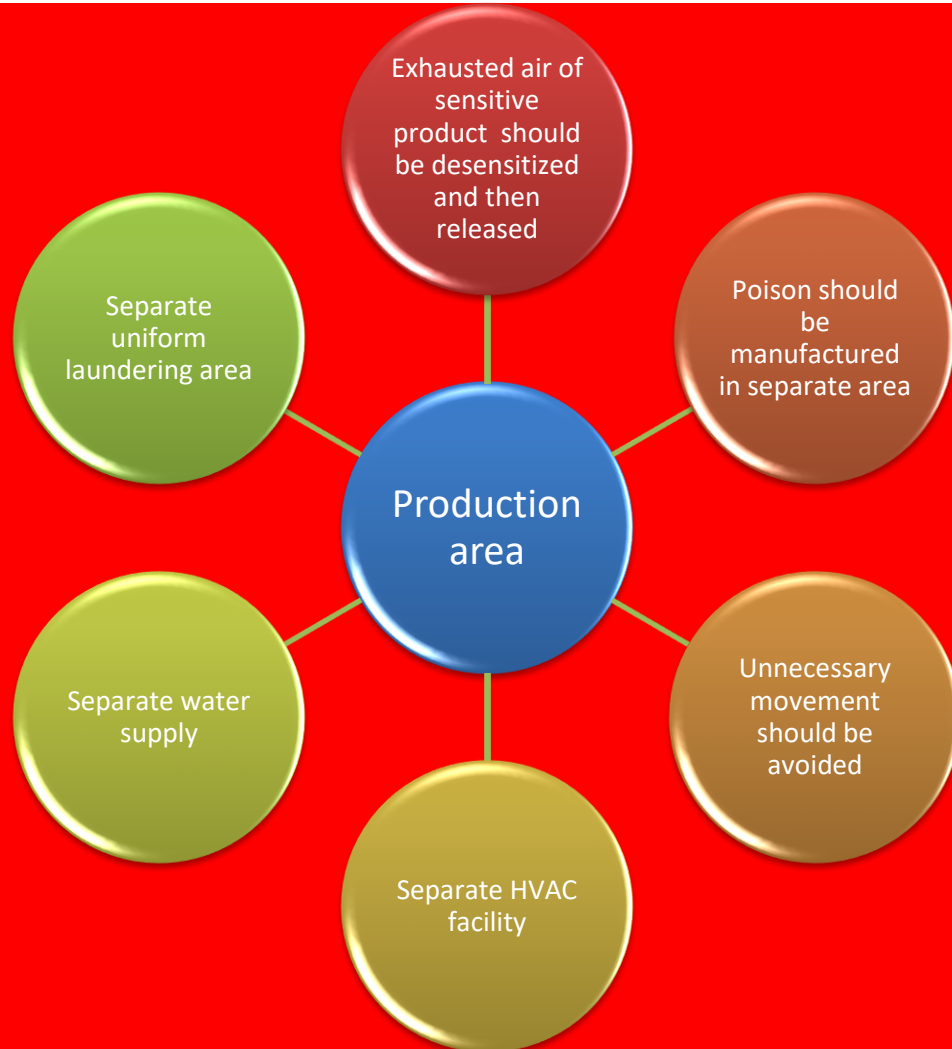 Exhausted air of
sensitive
product should
be desensitized
and then
released
Poison should
be
manufactured
in separate area
Unnecessary
movement
should be
avoided
Separate HVAC
facility
Separate water
supply
Separate
uniform
laundering area
Production
area